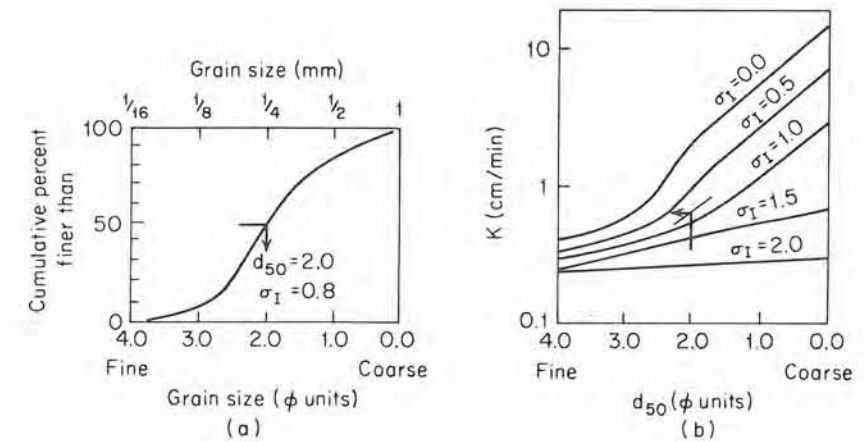 Grain size (mm)
1/16 1/8 1/4 1/2 1
Cumulative percent
finer than
100
50
0
d50=2.0
σI=0.8
4.0 3.0 2.0 1.0 0.0
Fine Coarse
Grain size (ϕ units)
(a)
K (cm/min)
10
1
0.1
σI=0.0
σI=0.5
σI=1.0
σI=1.5
σI=2.0
4.0 3.0 2.0 1.0 0.0
Fine Coarse
d50(ϕ units)
(b)